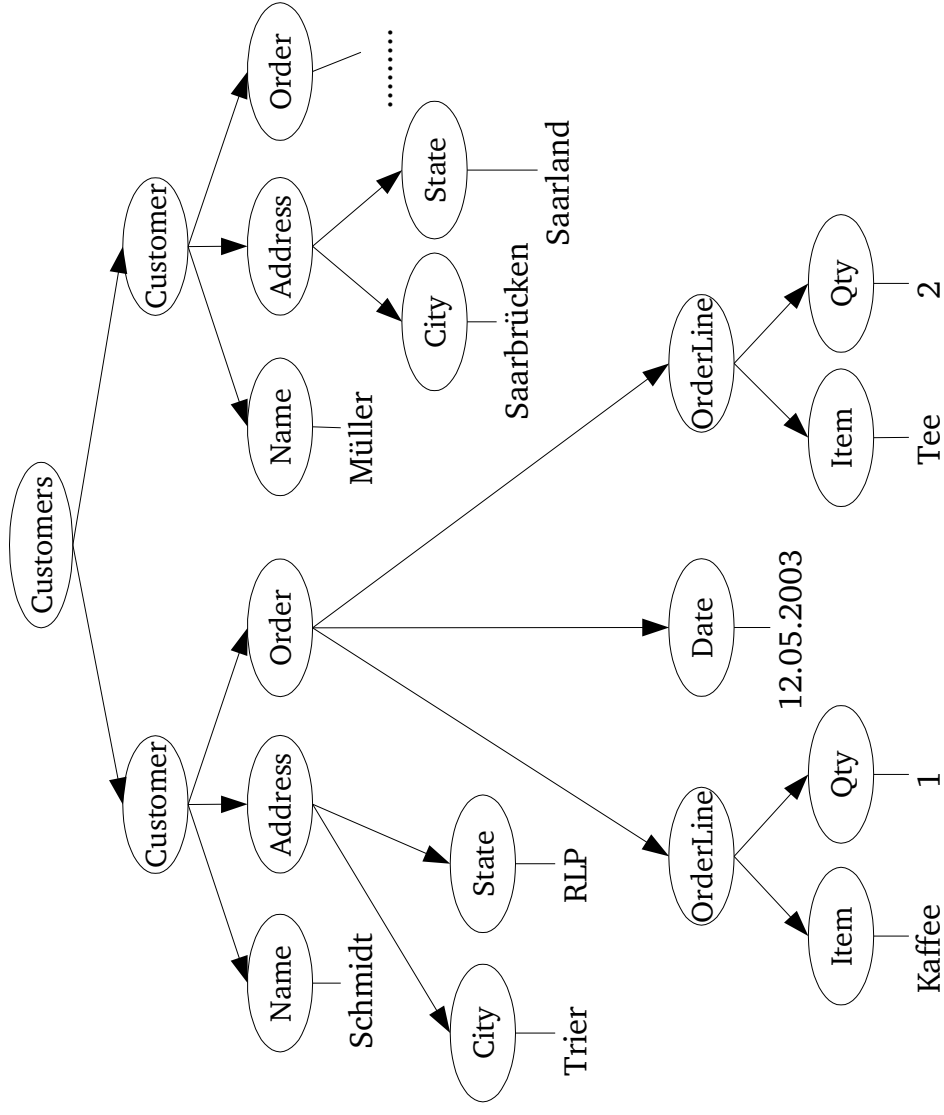 Customers
Customer
Customer
Name
Address
Order
Name
Address
Order
Schmidt
Müller
.........
City
State
City
State
Trier
RLP
Saarbrücken
Saarland
OrderLine
Date
OrderLine
12.05.2003
Item
Qty
Item
Qty
Kaffee
1
Tee
2